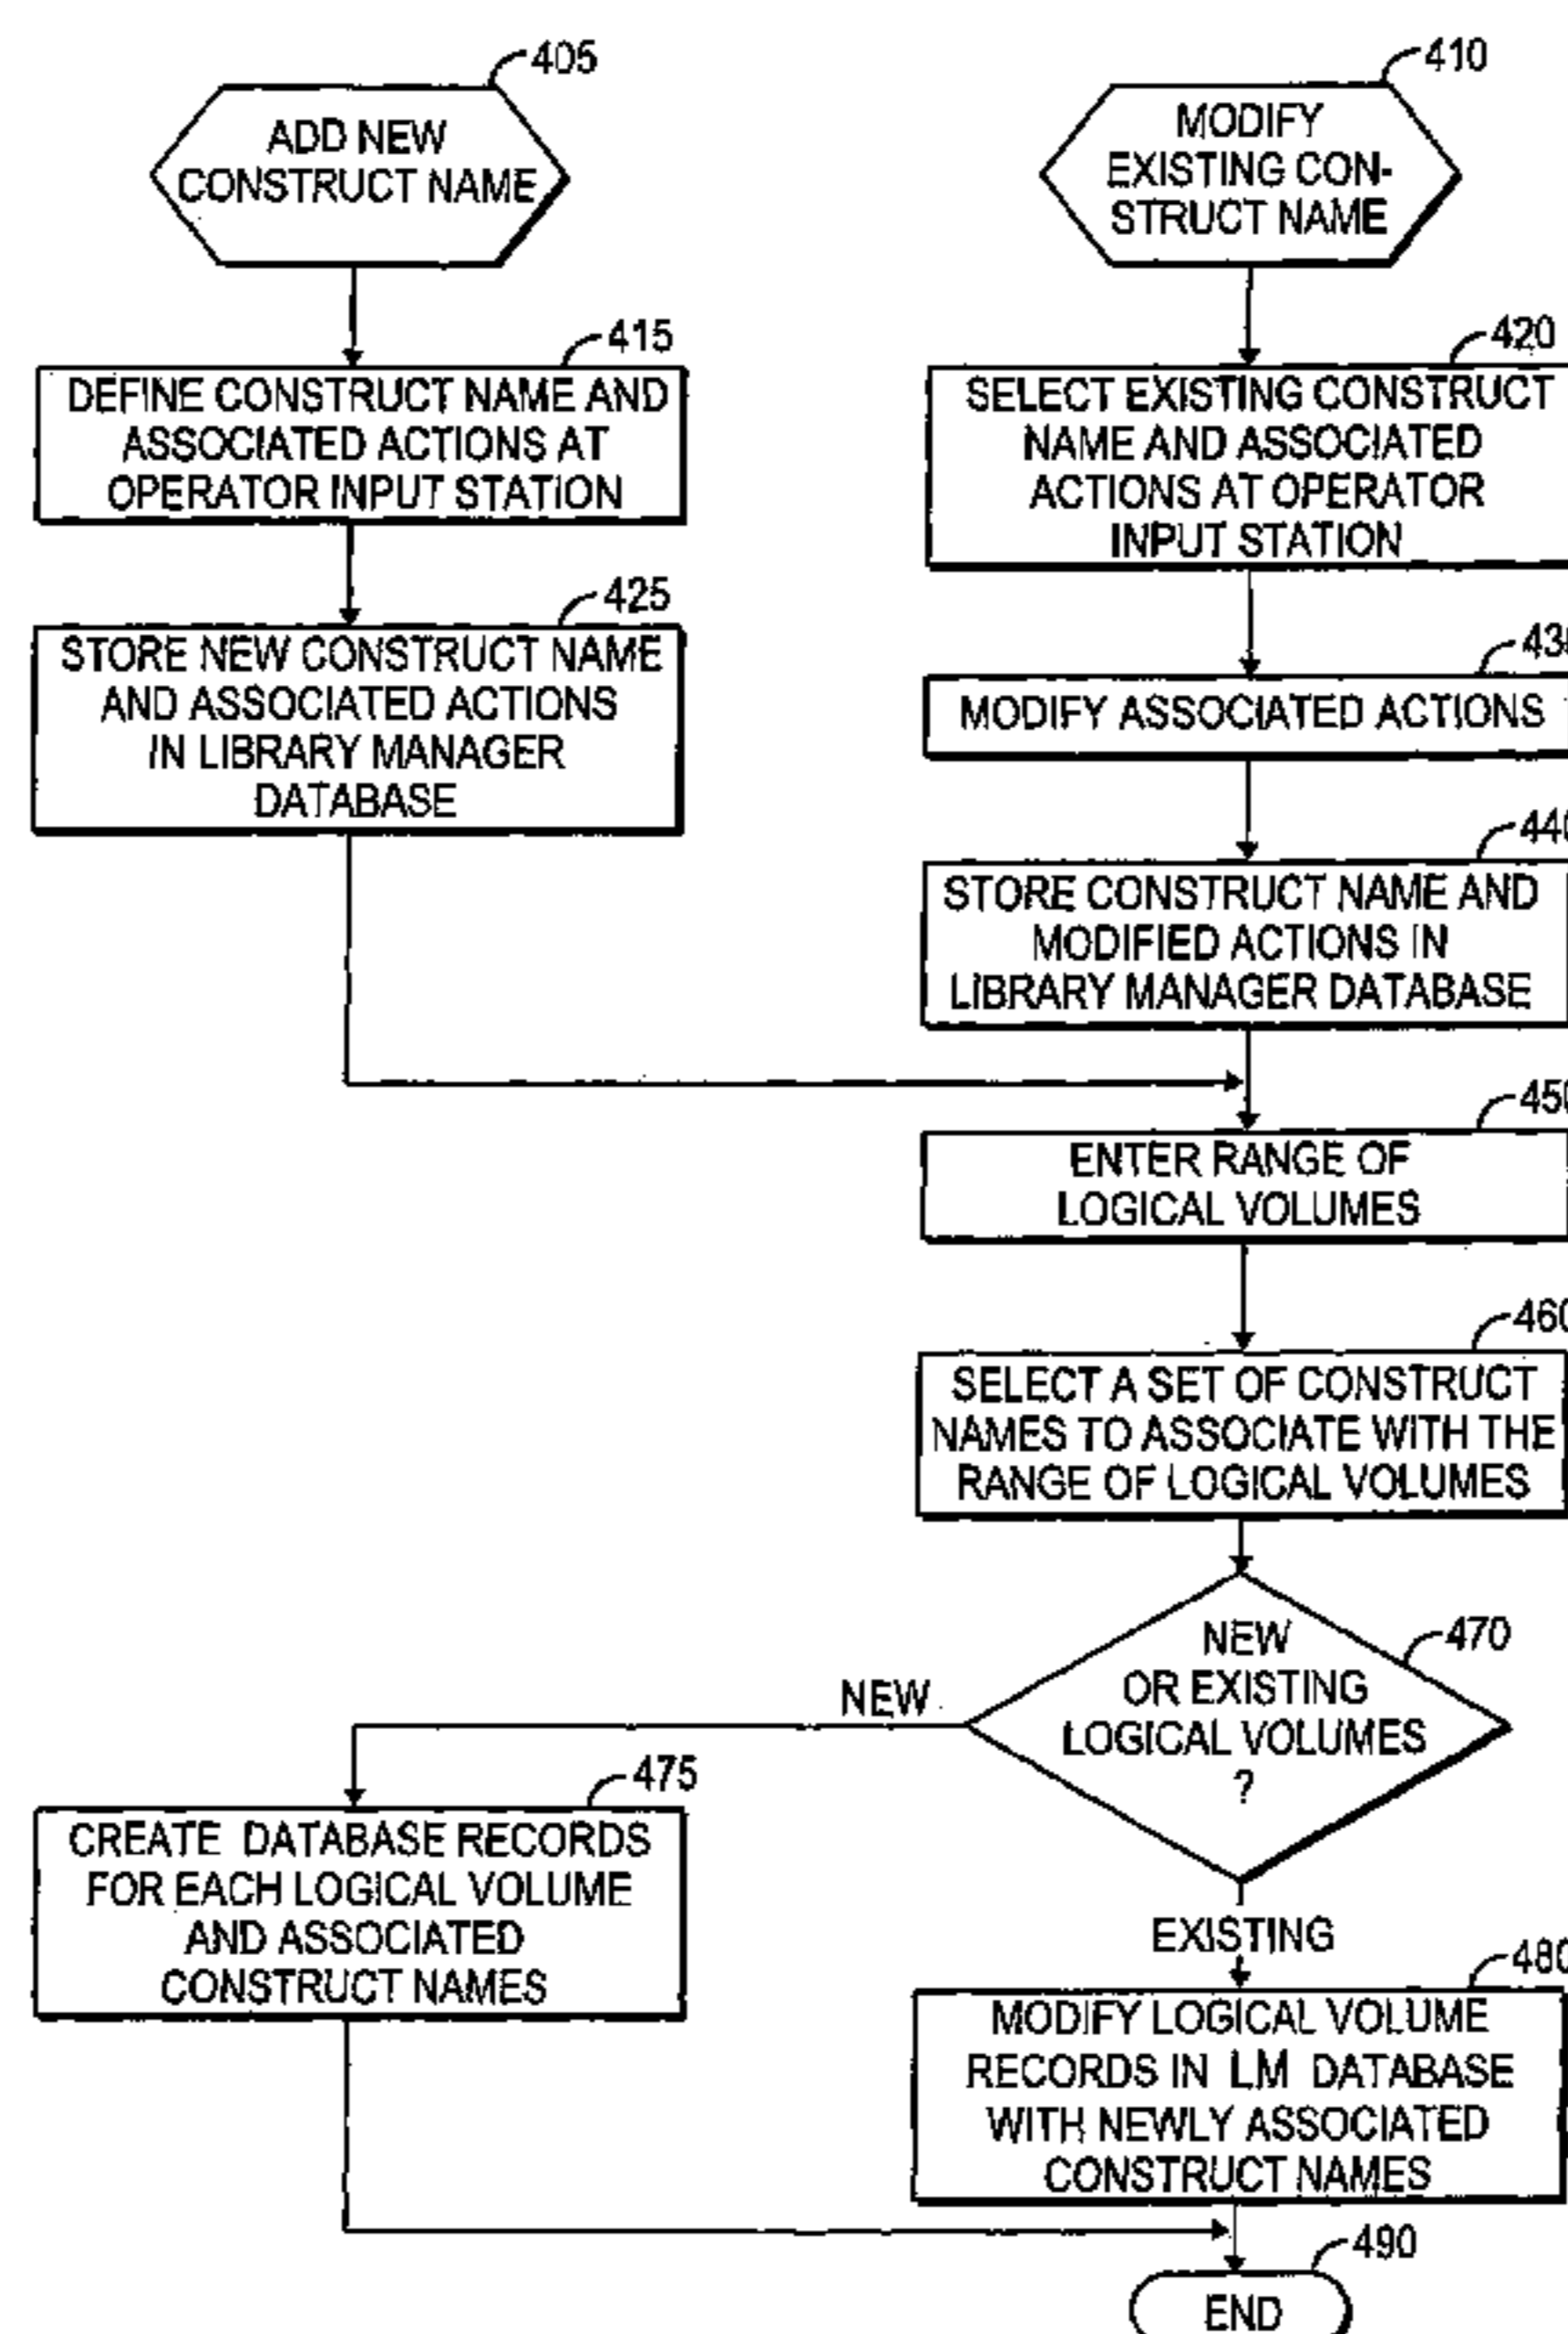 405
ADD NEW
CONSTRUCT NAME
410
MODIFY
EXISTING CON-
STRUCT NAME
415
DEFINE CONSTRUCT NAME AND
ASSOCIATED ACTIONS AT
OPERATOR INPUT STATION
420
SELECT EXISTING CONSTRUCT
NAME AND ASSOCIATED
ACTIONS AT OPERATOR
INPUT STATION
425
STORE NEW CONSTRUCT NAME
AND ASSOCIATED ACTIONS
IN LIBRARY MANAGER
DATABASE
430
MODIFY ASSOCIATED ACTIONS
440
STORE CONSTRUCT NAME AND
MODIFIED ACTIONS IN
LIBRARY MANAGER DATABASE
450
ENTER RANGE OF
LOGICAL VOLUMES
460
SELECT A SET OF CONSTRUCT
NAMES TO ASSOCIATE WITH THE
RANGE OF LOGICAL VOLUMES
470
NEW
OR EXISTING
LOGICAL VOLUMES
?
NEW
475
CREATE DATABASE RECORDS
FOR EACH LOGICAL VOLUME
AND ASSOCIATED
CONSTRUCT NAMES
EXISTING
480
MODIFY LOGICAL VOLUME
RECORDS IN LM DATABASE
WITH NEWLY ASSOCIATED
CONSTRUCT NAMES
490
END